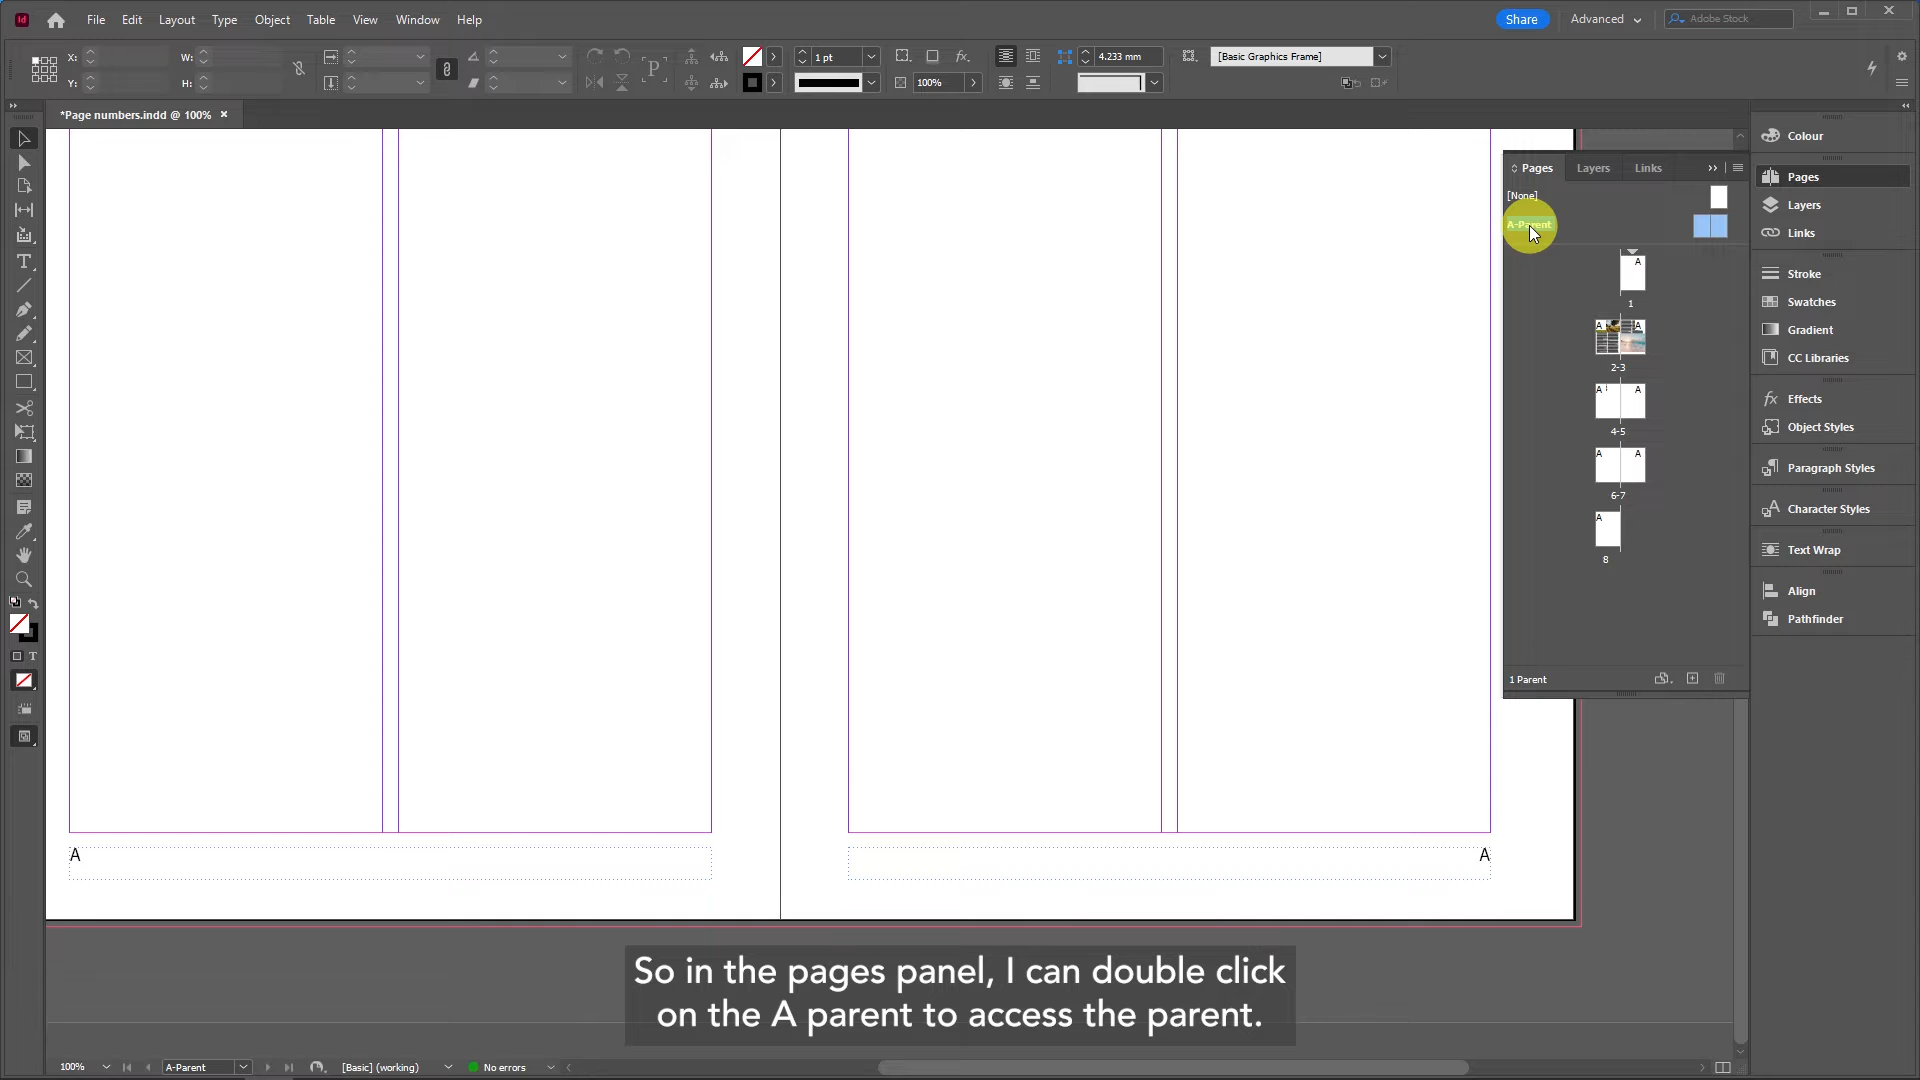 Id File Edit Layout Type Object Table View Window Help Share Advanced Adobe Stock
X: W: 1 pt fx 4.233 mm [Basic Graphics Frame]
Y: H: P 100%
*Page numbers.indd @ 100% ×
Pages Layers Links
[None]
A-Parent
A
1
A A
2-3
A A
4-5
A A
6-7
A
8
1 Parent
Colour
Pages
Layers
Links
Stroke
Swatches
Gradient
CC Libraries
fx Effects
Object Styles
Paragraph Styles
Character Styles
Text Wrap
Align
Pathfinder
T
T
A A
So in the pages panel, I can double click
on the A parent to access the parent.
100% A-Parent [Basic] (working) No errors